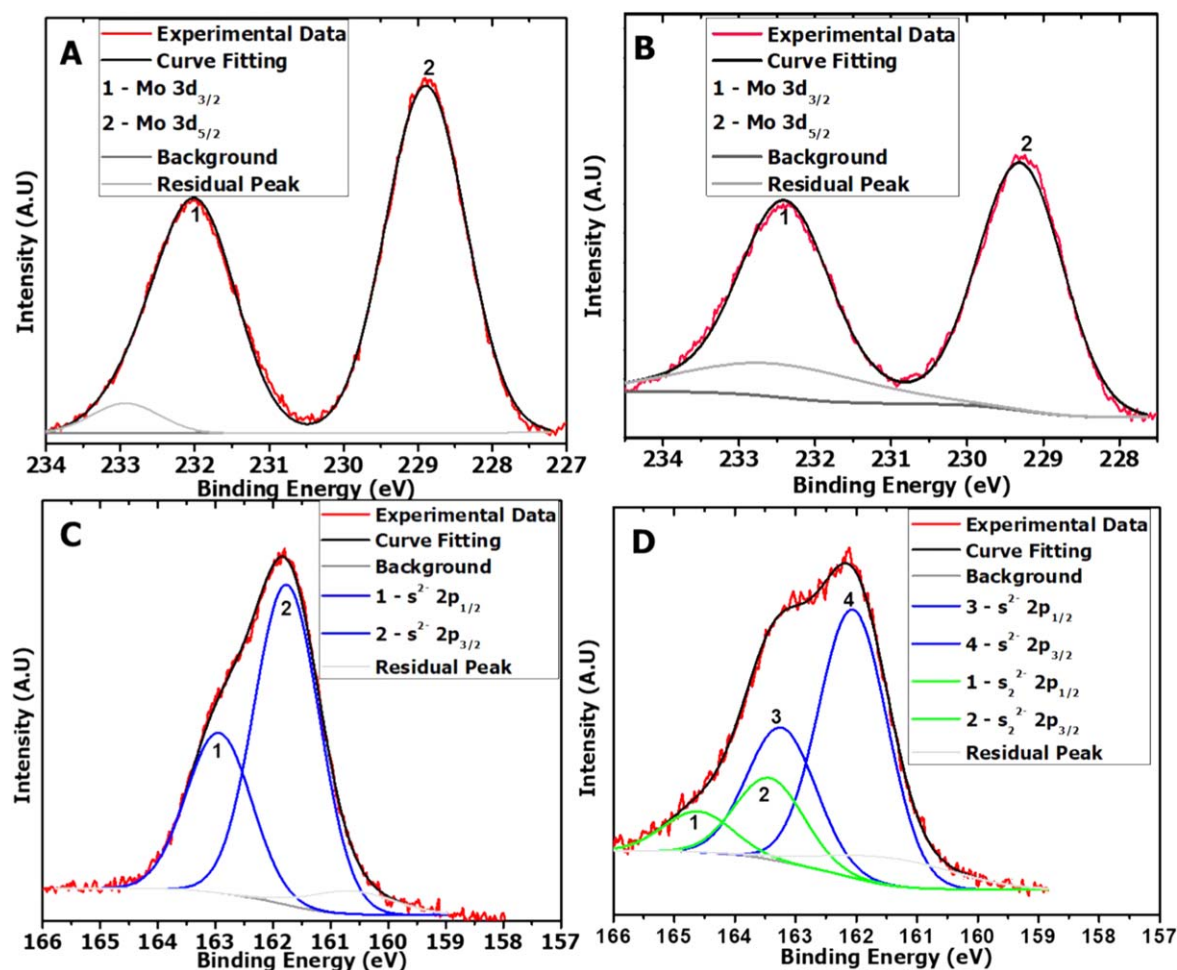 A
Experimental Data
Curve Fitting
1 - Mo 3d3/2
2 - Mo 3d5/2
Background
Residual Peak
1
2
Intensity (A.U)
234 233 232 231 230 229 228 227
Binding Energy (eV)
B
Experimental Data
Curve Fitting
1 - Mo 3d3/2
2 - Mo 3d5/2
Background
Residual Peak
1
2
Intensity (A.U)
234 233 232 231 230 229 228
Binding Energy (eV)
C
Experimental Data
Curve Fitting
Background
1 - s2- 2p1/2
2 - s2- 2p3/2
Residual Peak
1
2
Intensity (A.U)
166 165 164 163 162 161 160 159 158 157
Binding Energy (eV)
D
Experimental Data
Curve Fitting
Background
3 - s2- 2p1/2
4 - s2- 2p3/2
1 - s22- 2p1/2
2 - s22- 2p3/2
Residual Peak
1
2
3
4
Intensity (A.U)
166 165 164 163 162 161 160 159 158 157
Binding Energy (eV)